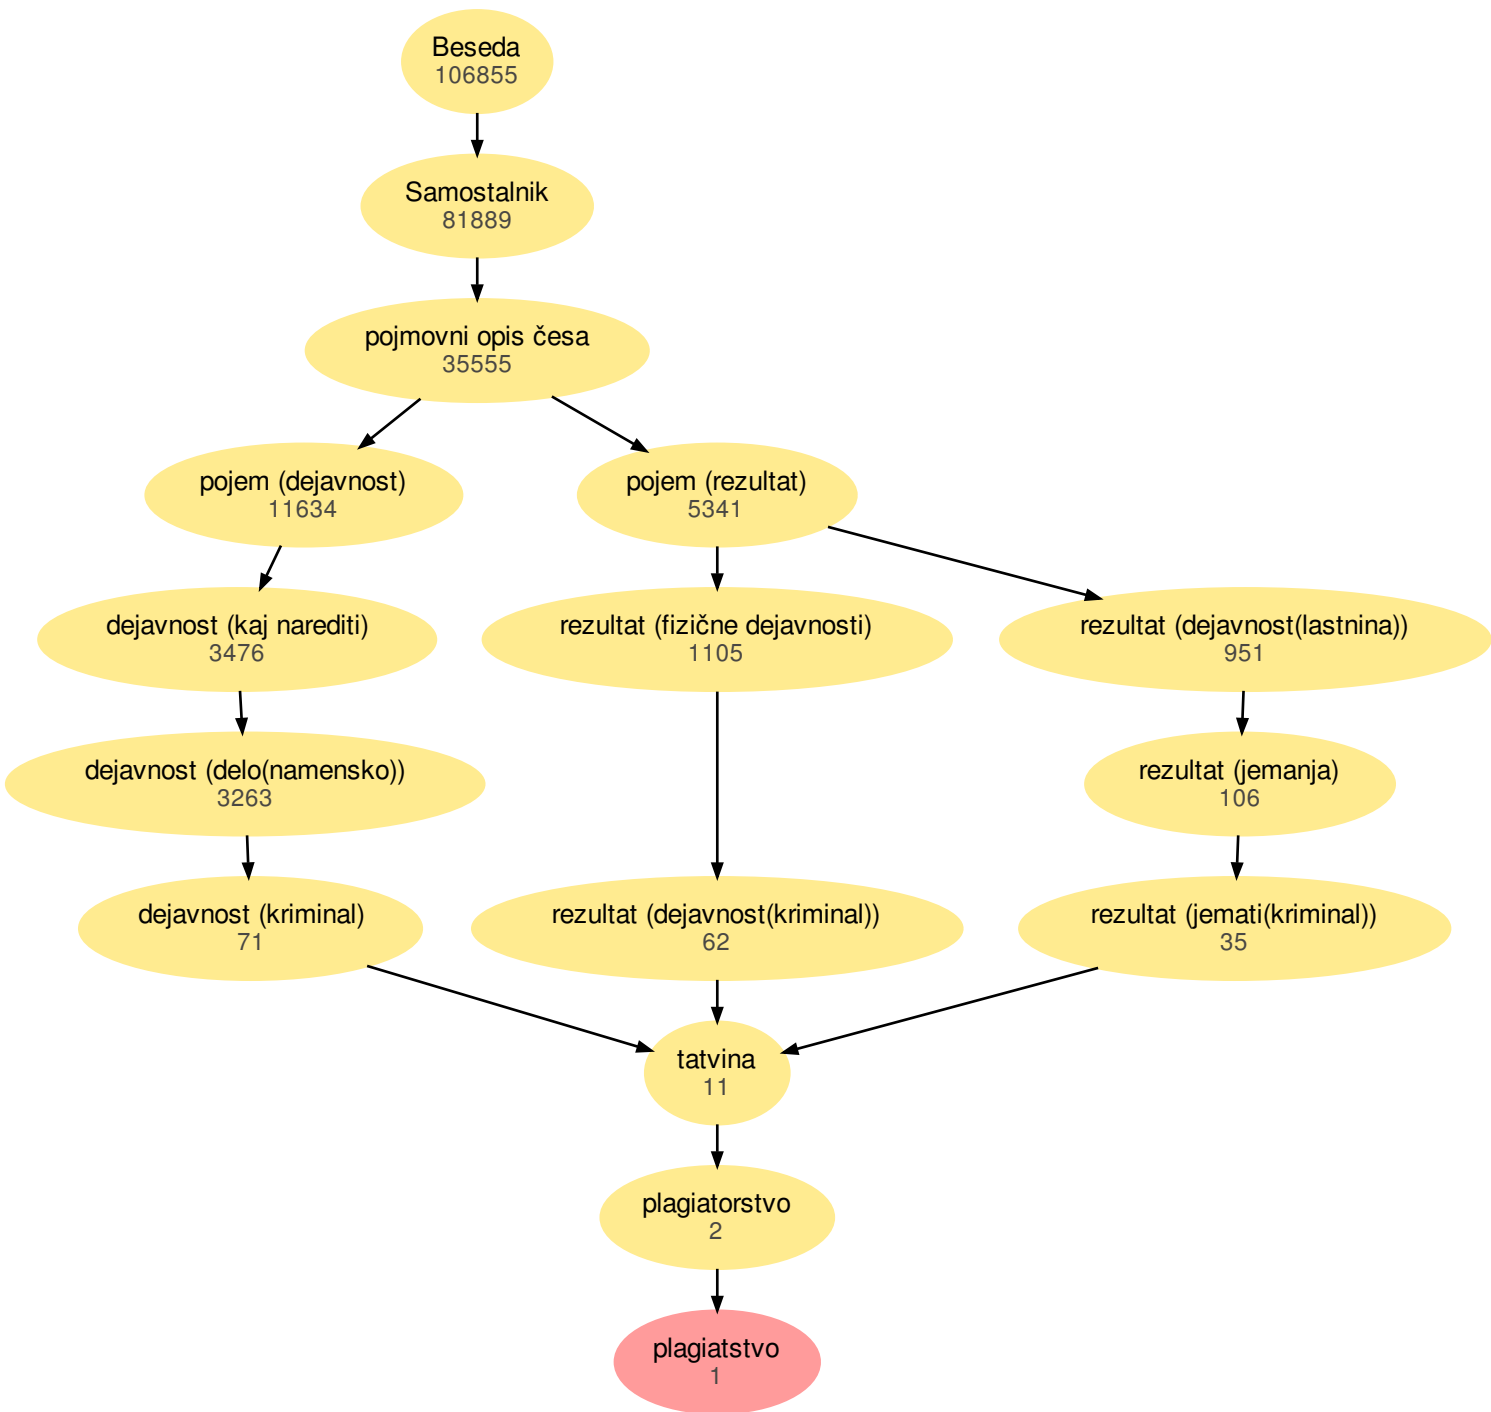 Beseda
106855
Samostalnik
81889
pojmovni opis česa
35555
pojem (dejavnost)
11634
pojem (rezultat)
5341
dejavnost (kaj narediti)
3476
rezultat (fizične dejavnosti)
1105
rezultat (dejavnost(lastnina))
951
dejavnost (delo(namensko))
3263
rezultat (jemanja)
106
dejavnost (kriminal)
71
rezultat (dejavnost(kriminal))
62
rezultat (jemati(kriminal))
35
tatvina
11
plagiatorstvo
2
plagiatstvo
1